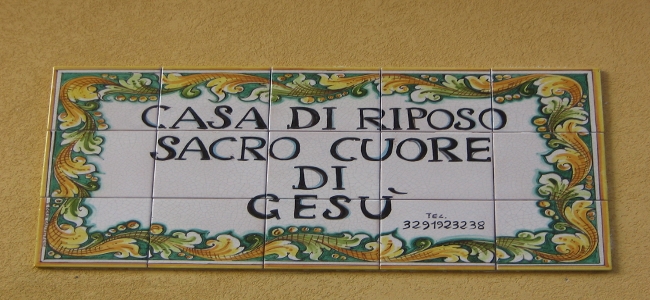 CASA DI RIPOSO
SACRO CUORE
DI
GESÙ
TEL.
3291923238